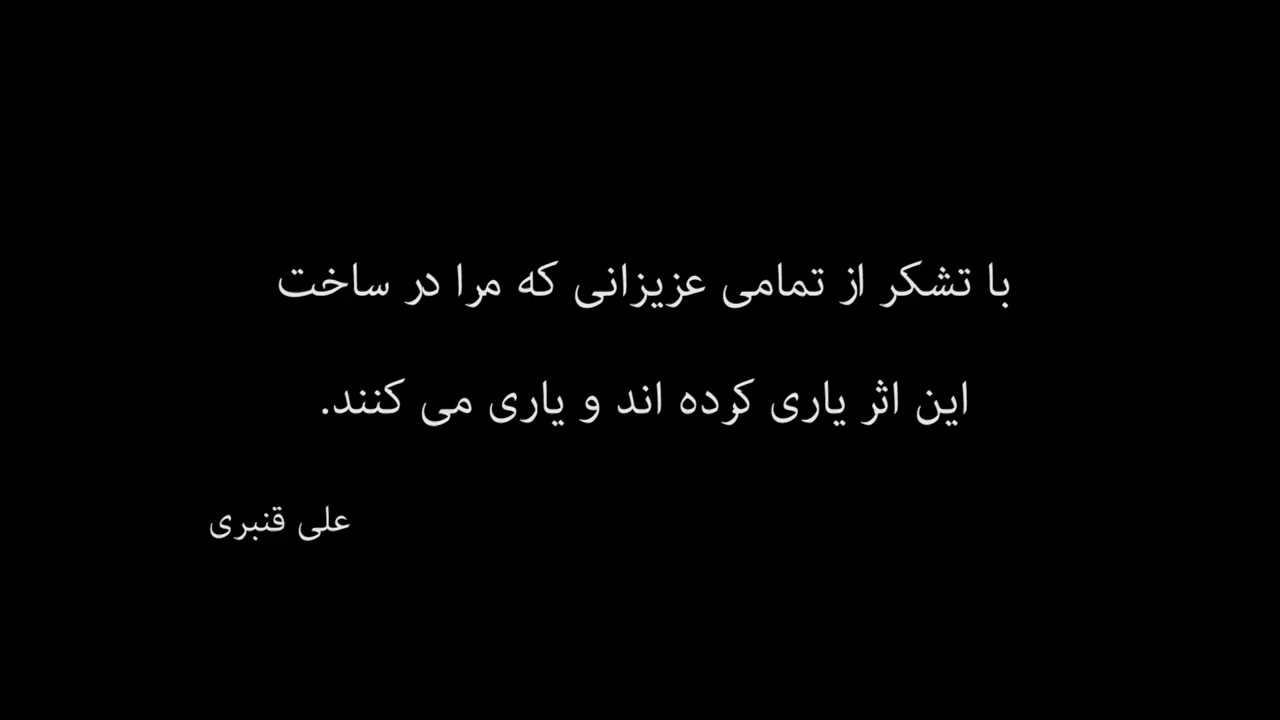 با تشکر از تمامی عزیزانی که مرا در ساخت
این اثر یاری کرده اند و یاری می کنند.
علی قنبری